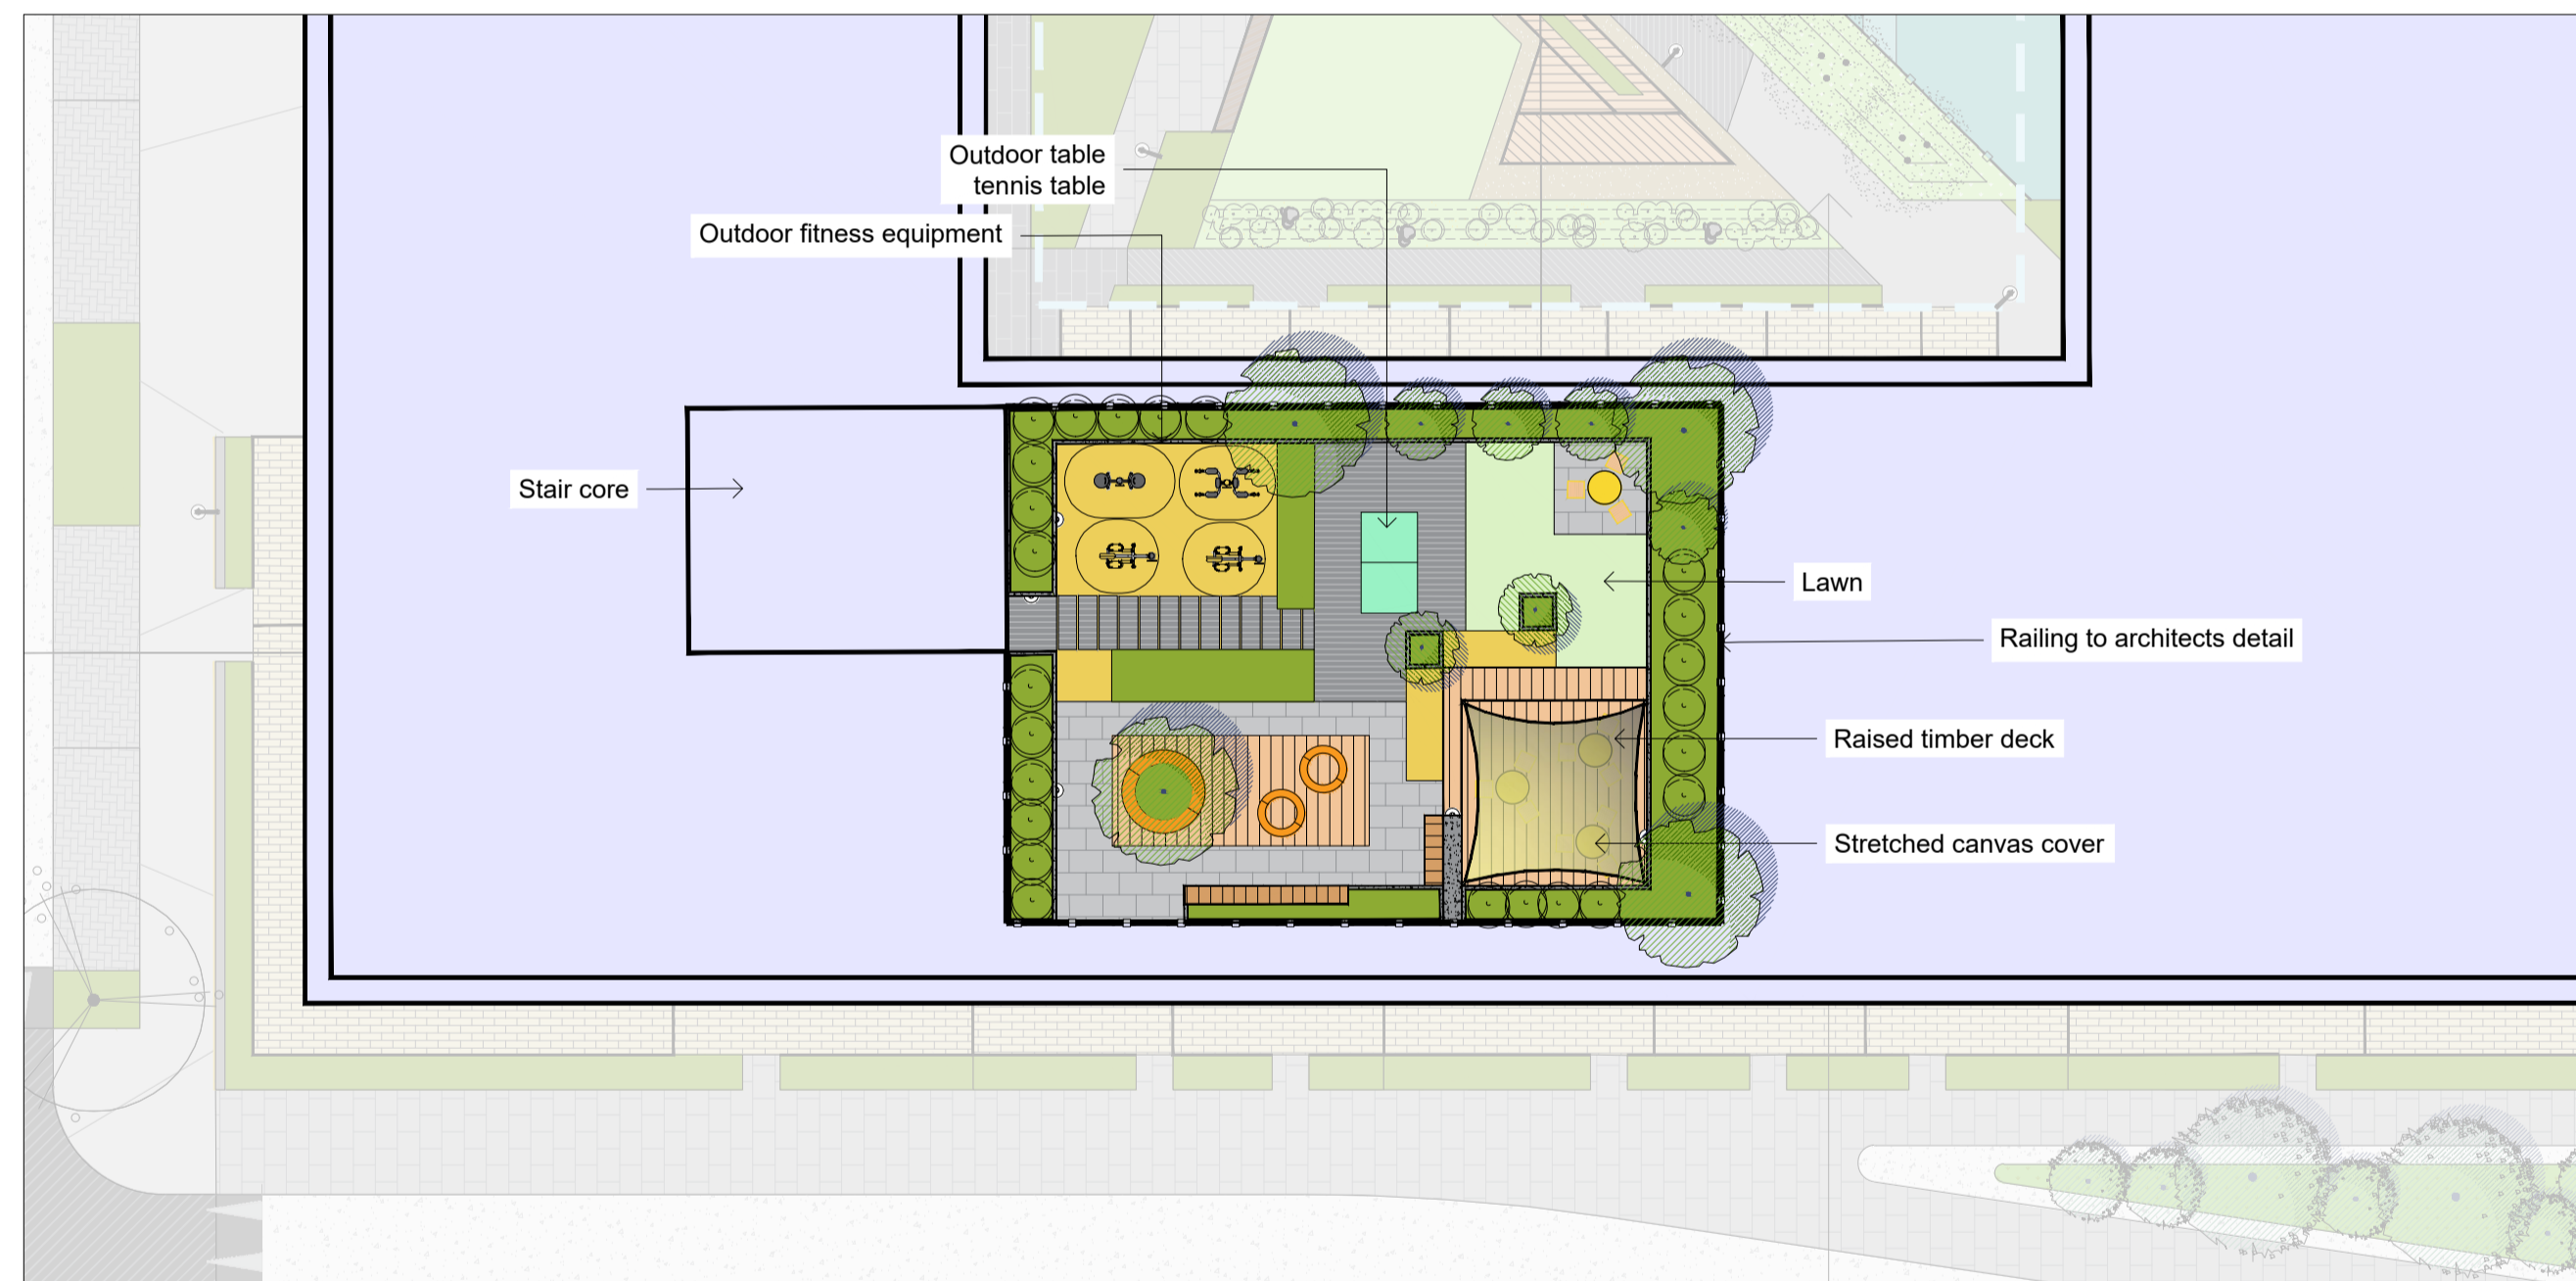 Outdoor table
tennis table
Outdoor fitness equipment
Stair core
Lawn
Railing to architects detail
Raised timber deck
Stretched canvas cover